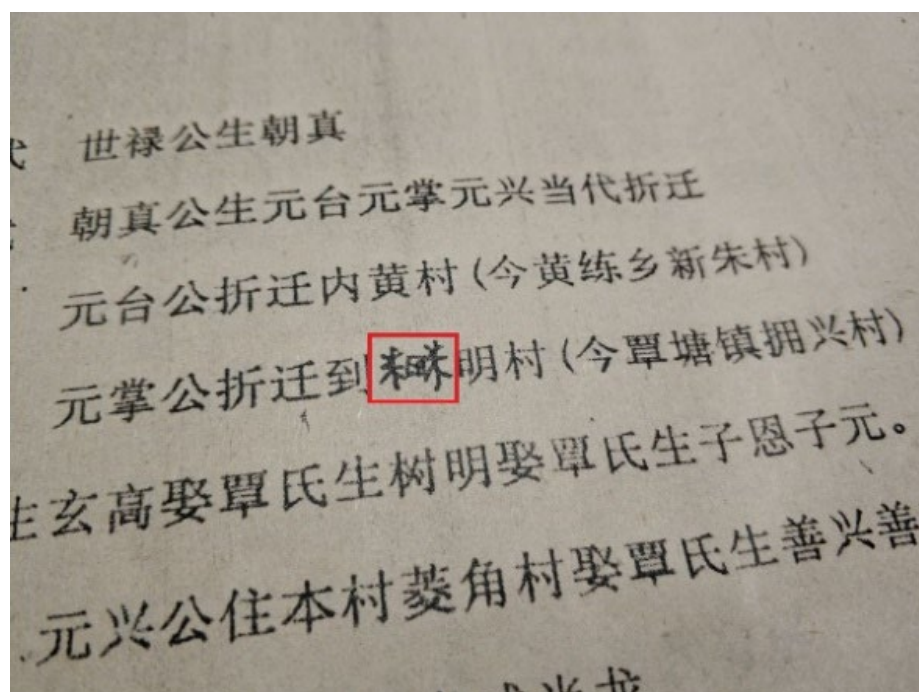 世禄公生朝真
朝真公生元台元掌元兴当代折迁
元台公折迁内黄村(今黄练乡新朱村)
元掌公折迁到明村(今覃塘镇拥兴村)
生玄高娶覃氏生树明娶覃氏生子恩子元。
元兴公住本村菱角村娶覃氏生善兴善